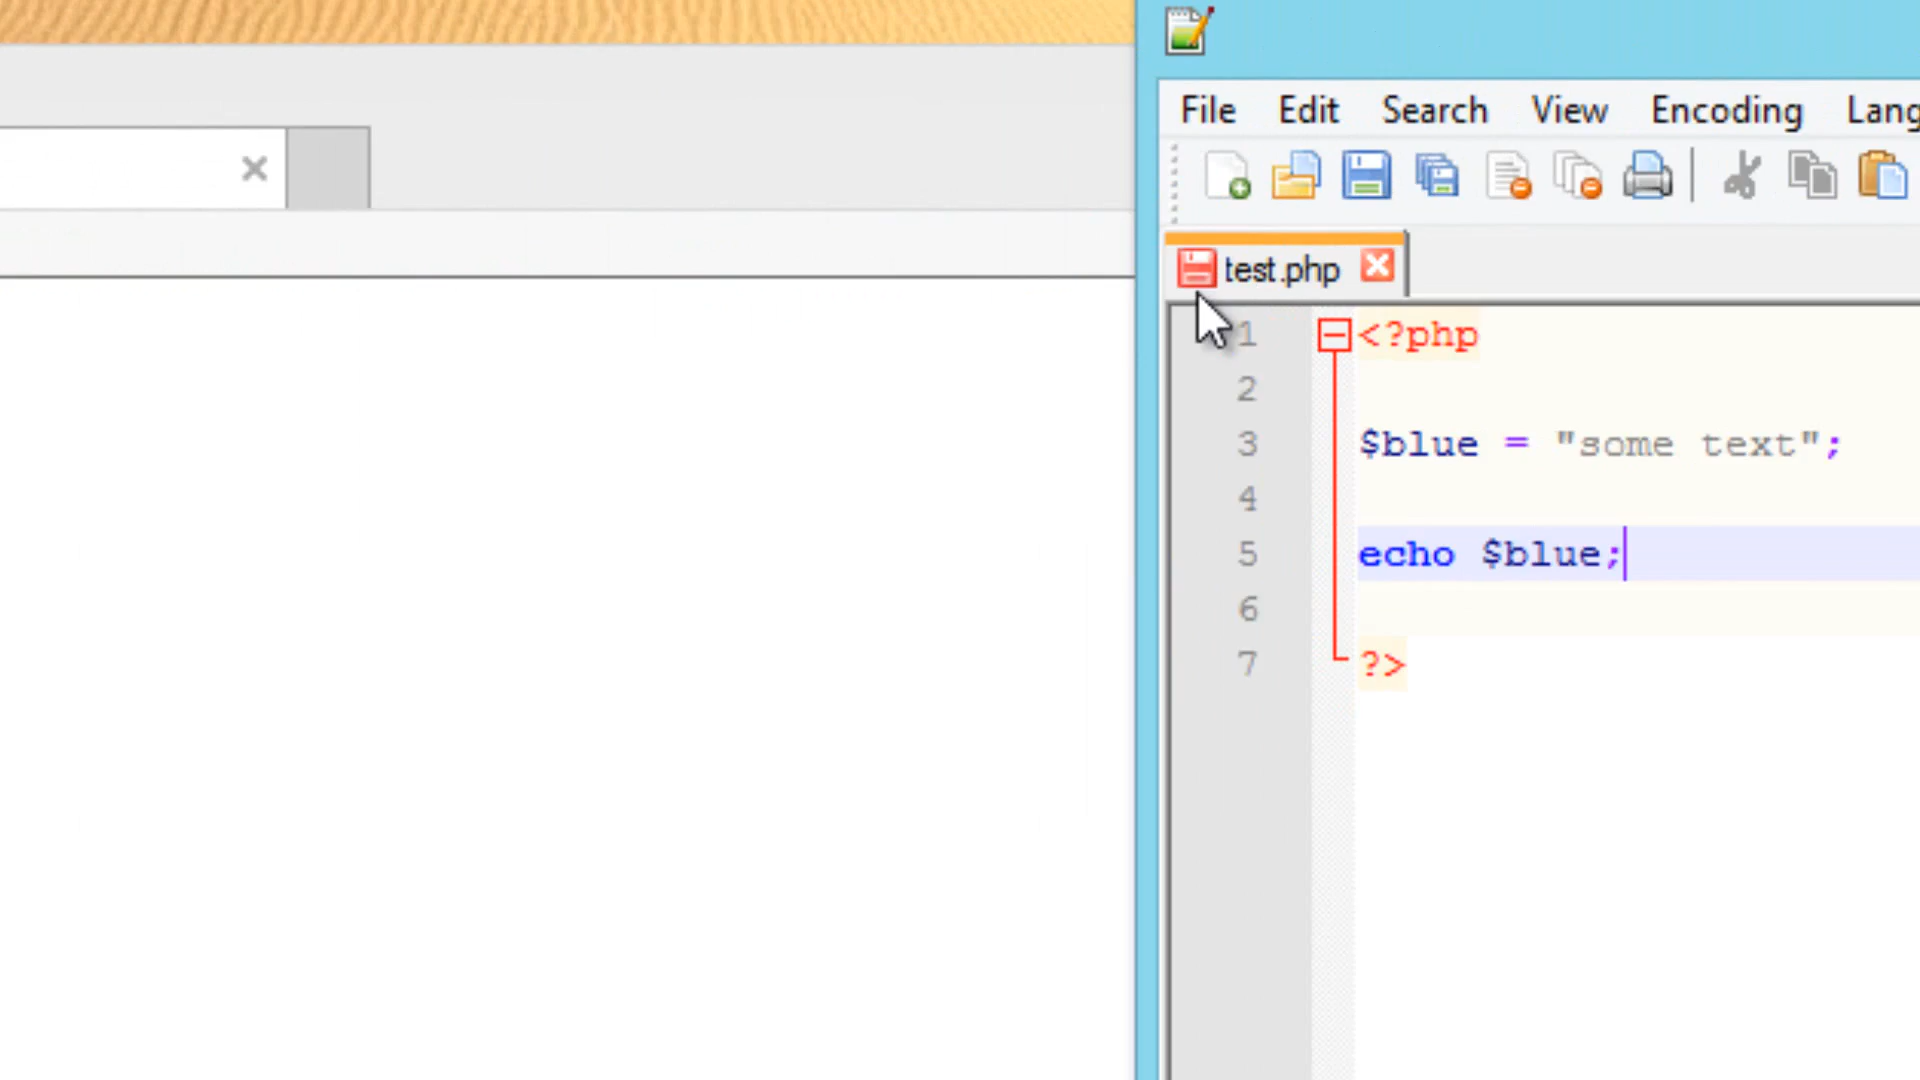 File Edit Search View Encoding
test.php
1 <?php
2
3 $blue = "some text";
4
5 echo $blue;
6
7 ?>